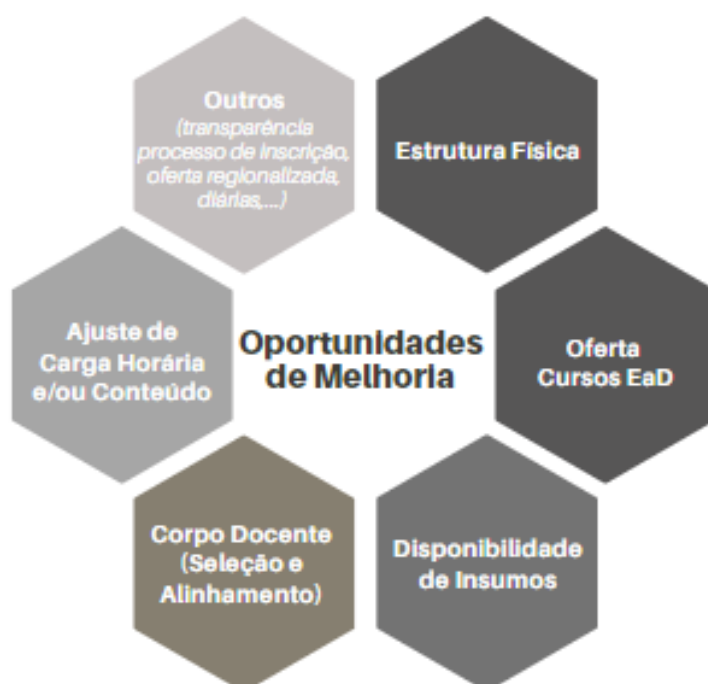 Outros
(transparência
processo de inscrição,
oferta regionalizada,
diárias,...)
Estrutura Física
Ajuste de
Carga Horária
e/ou Conteúdo
Oportunidades
de Melhoria
Oferta
Cursos EaD
Corpo Docente
(Seleção e
Alinhamento)
Disponibilidade
de Insumos